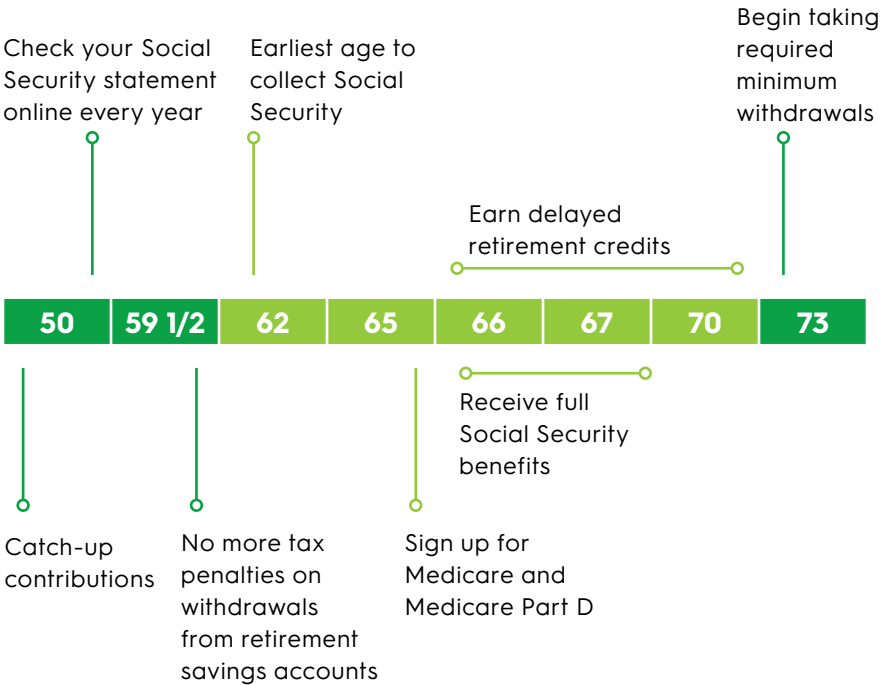 Check your Social
Security statement
online every year
Earliest age to
collect Social
Security
Begin taking
required
minimum
withdrawals
Earn delayed
retirement credits
50
59 1/2
62
65
66
67
70
73
Receive full
Social Security
benefits
Catch-up
contributions
No more tax
penalties on
withdrawals
from retirement
savings accounts
Sign up for
Medicare and
Medicare Part D